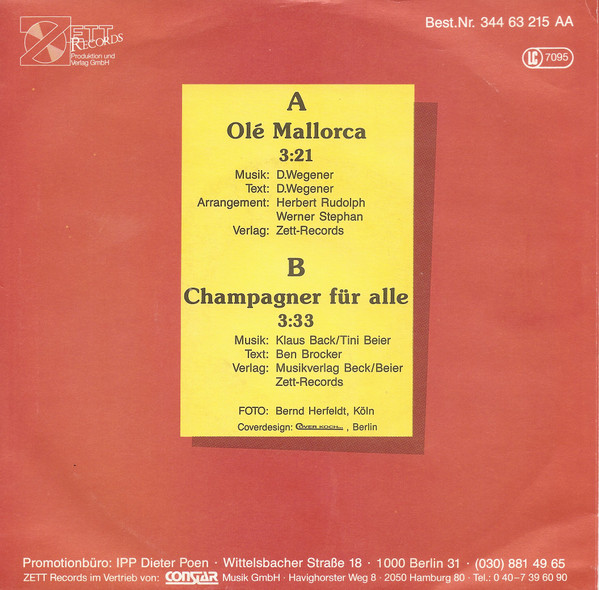 ZETT
RECORDS
Produktion und
Verlag GmbH
Best.Nr. 344 63 215 AA
LC 7095
A
Olé Mallorca
3:21
Musik: D.Wegener
Text: D.Wegener
Arrangement: Herbert Rudolph
Werner Stephan
Verlag: Zett-Records
B
Champagner für alle
3:33
Musik: Klaus Back/Tini Beier
Text: Ben Brocker
Verlag: Musikverlag Beck/Beier
Zett-Records
FOTO: Bernd Herfeldt, Köln
Coverdesign: COVER KOCH , Berlin
Promotionbüro: IPP Dieter Poen · Wittelsbacher Straße 18 · 1000 Berlin 31 · (030) 881 49 65
ZETT Records im Vertrieb von: CONSTAR Musik GmbH · Havighorster Weg 8 · 2050 Hamburg 80 · Tel.: 0 40-7 39 60 90